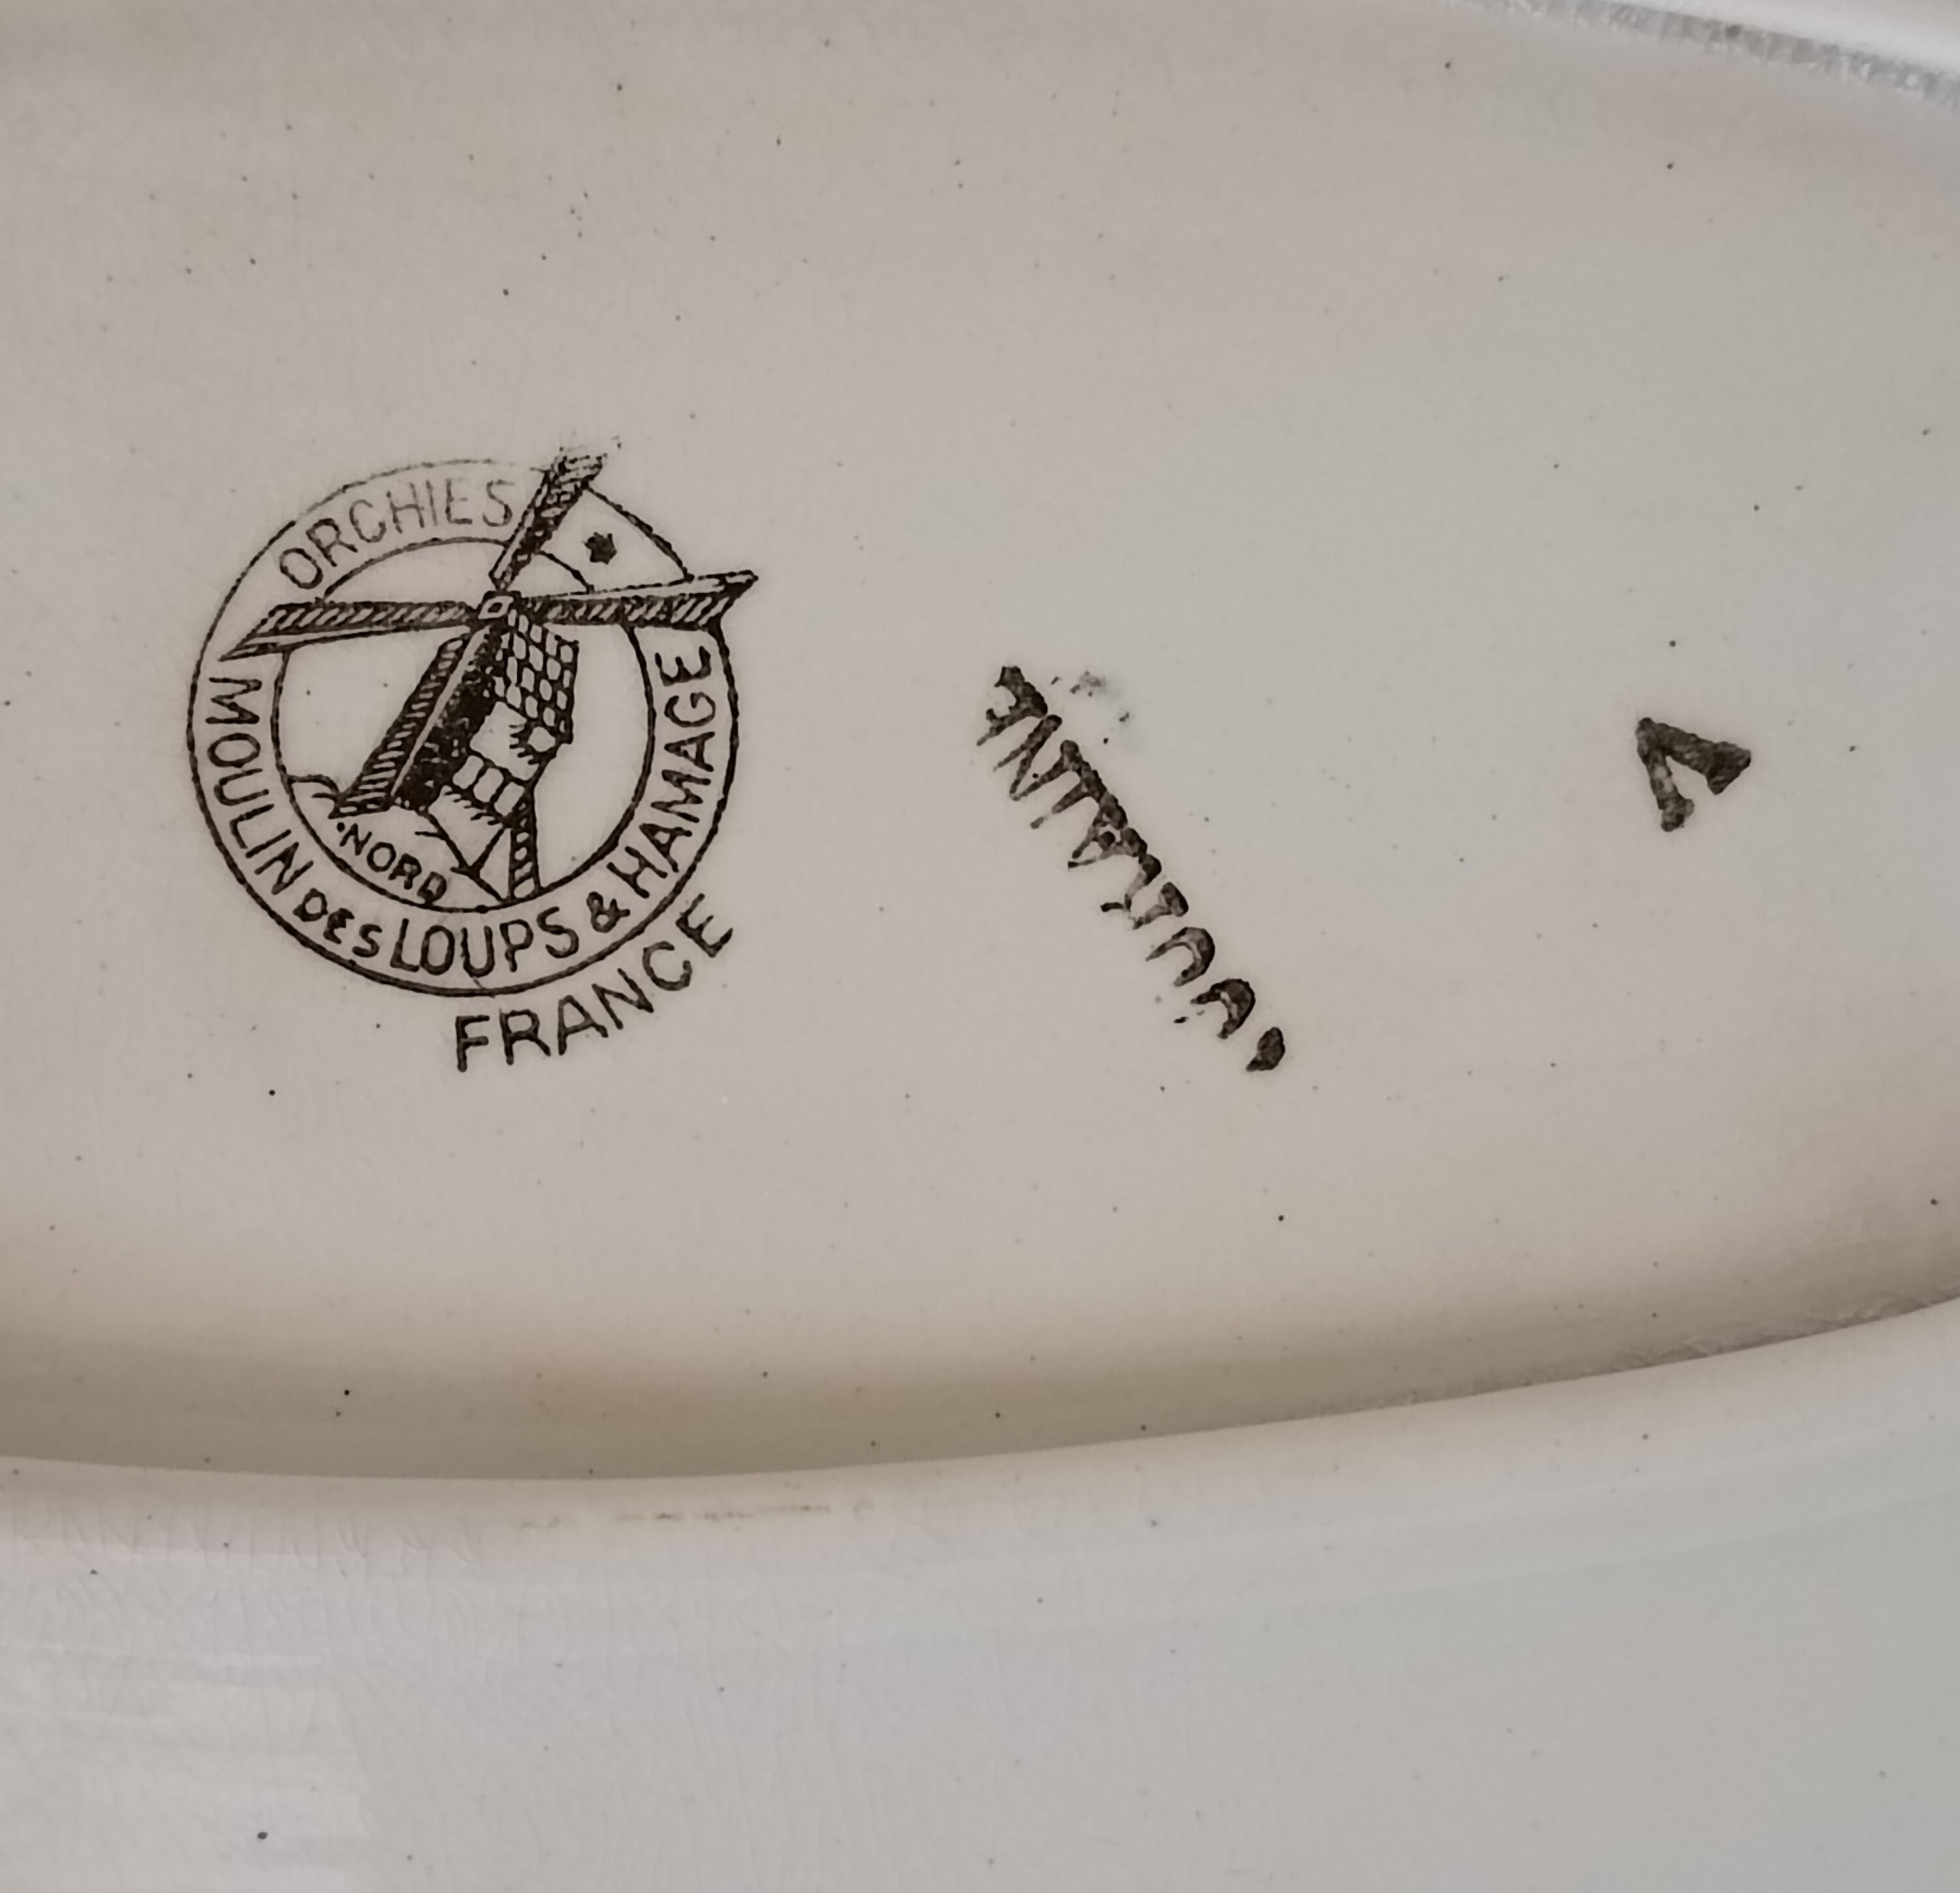 ORCHIES *
MOULIN DES LOUPS & HAMAGE
NORD
FRANCE
V